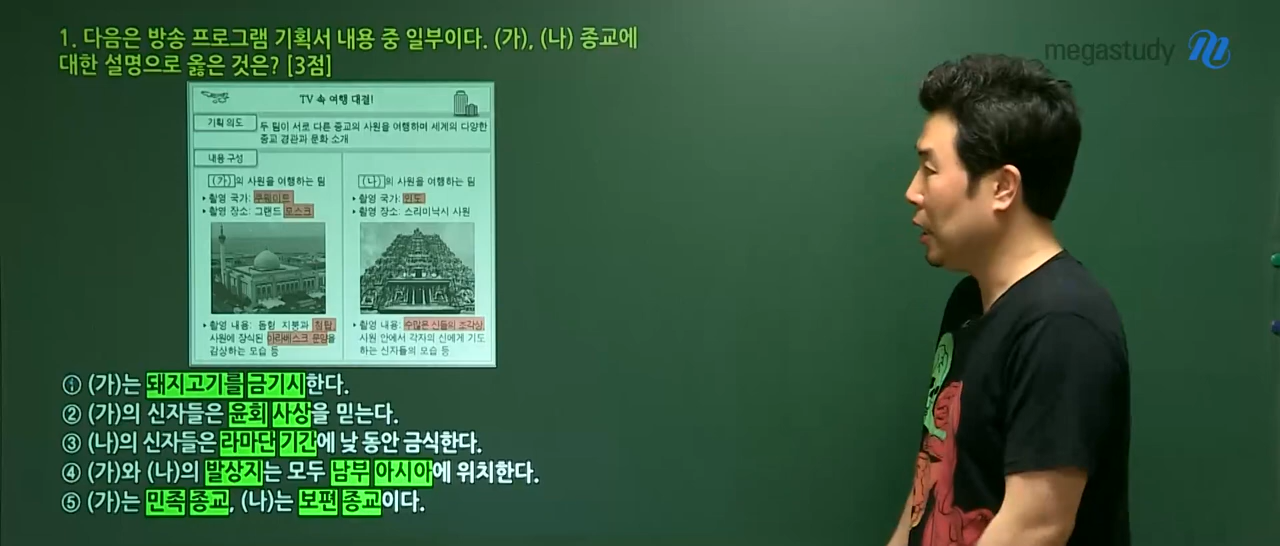 megastudy
1. 다음은 방송 프로그램 기획서 내용 중 일부이다. (가), (나) 종교에
대한 설명으로 옳은 것은? [3점]
TV 속 여행 대결!
기획 의도
두 팀이 서로 다른 종교의 사원을 여행하며 세계의 다양한
종교 경관과 문화 소개
내용 구성
(가)의 사원을 여행하는 팀
▸촬영 국가: 쿠웨이트
▸촬영 장소: 그랜드 모스크
▸촬영 내용: 돔형 지붕과 첨탑,
사원에 장식된 아라베스크 문양을
감상하는 모습 등
(나)의 사원을 여행하는 팀
▸촬영 국가: 인도
▸촬영 장소: 스리미낙시 사원
▸촬영 내용: 수많은 신들의 조각상,
사원 안에서 각자의 신에게 기도
하는 신자들의 모습 등
① (가)는 돼지고기를 금기시한다.
② (가)의 신자들은 윤회 사상을 믿는다.
③ (나)의 신자들은 라마단 기간에 낮 동안 금식한다.
④ (가)와 (나)의 발상지는 모두 남부 아시아에 위치한다.
⑤ (가)는 민족 종교, (나)는 보편 종교이다.